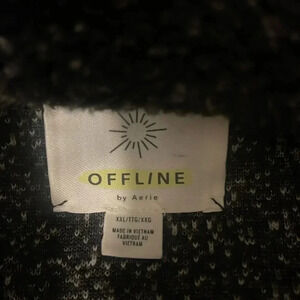 OFFLINE
by Aerie
XXL/TTG/XXG
MADE IN VIETNAM
FABRIQUÉ AU
VIETNAM